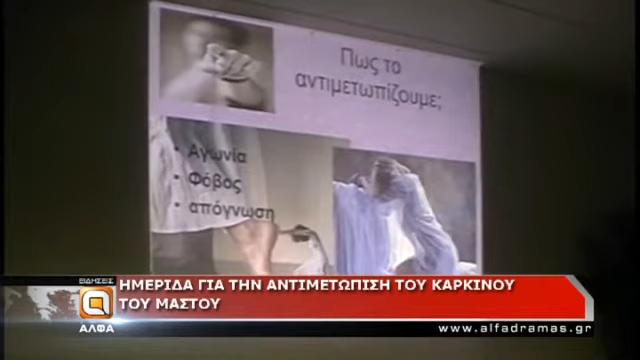 Πως το
αντιμετωπίζουμε;
• Αγωνία
• Φόβος
• απόγνωση
ΕΙΔΗΣΕΙΣ
ΑΛΦΑ
ΗΜΕΡΙΔΑ ΓΙΑ ΤΗΝ ΑΝΤΙΜΕΤΩΠΙΣΗ ΤΟΥ ΚΑΡΚΙΝΟΥ
ΤΟΥ ΜΑΣΤΟΥ
www.alfadramas.gr